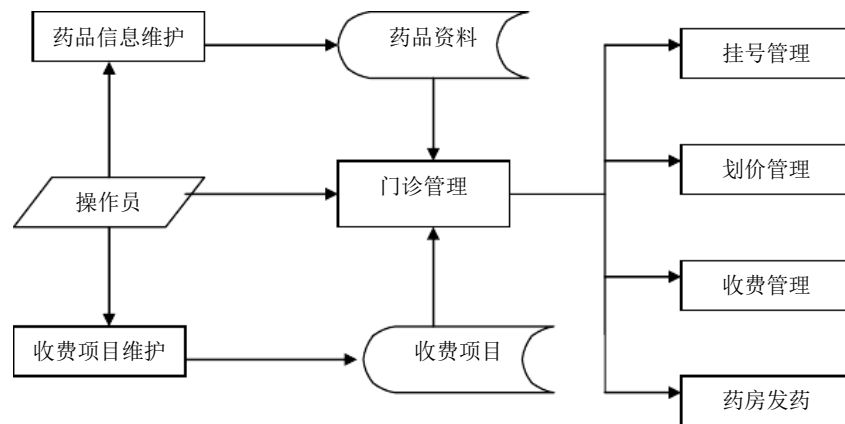 药品信息维护
药品资料
挂号管理
划价管理
操作员
门诊管理
收费管理
收费项目维护
收费项目
药房发药